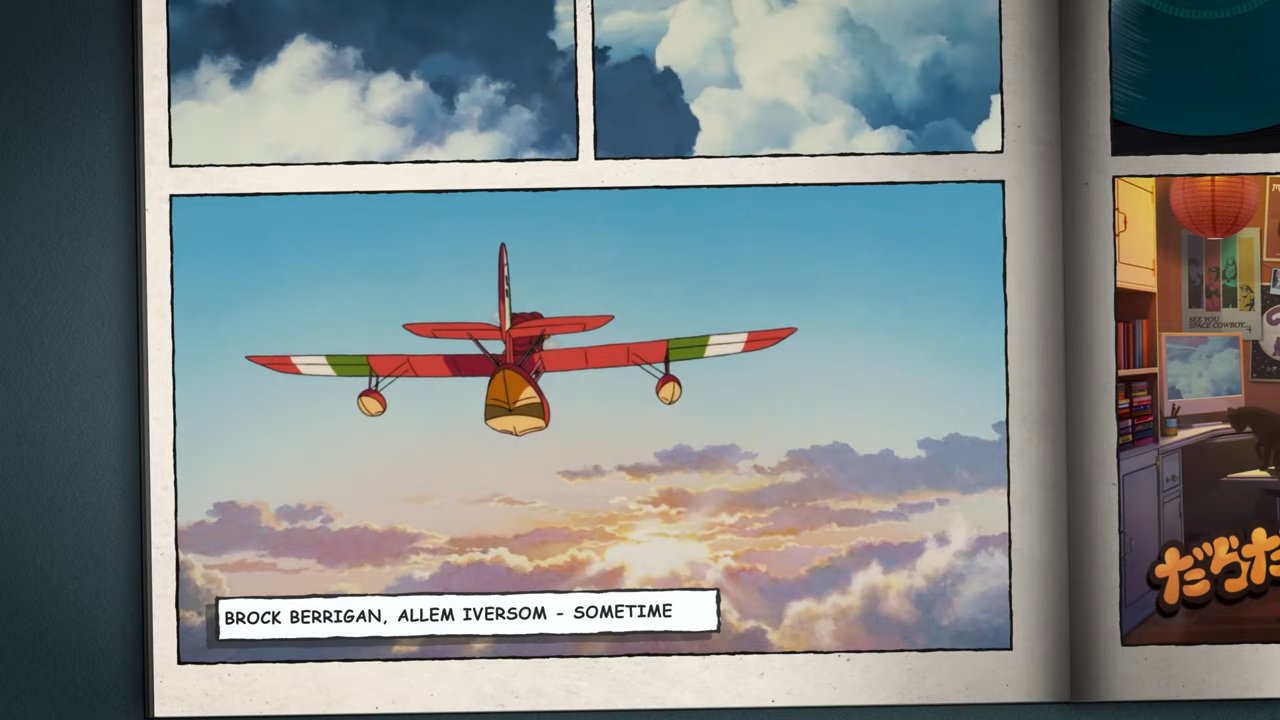 BROCK BERRIGAN, ALLEM IVERSOM - SOMETIME
SEE YOU
SPACE COWBOY...
だらだ